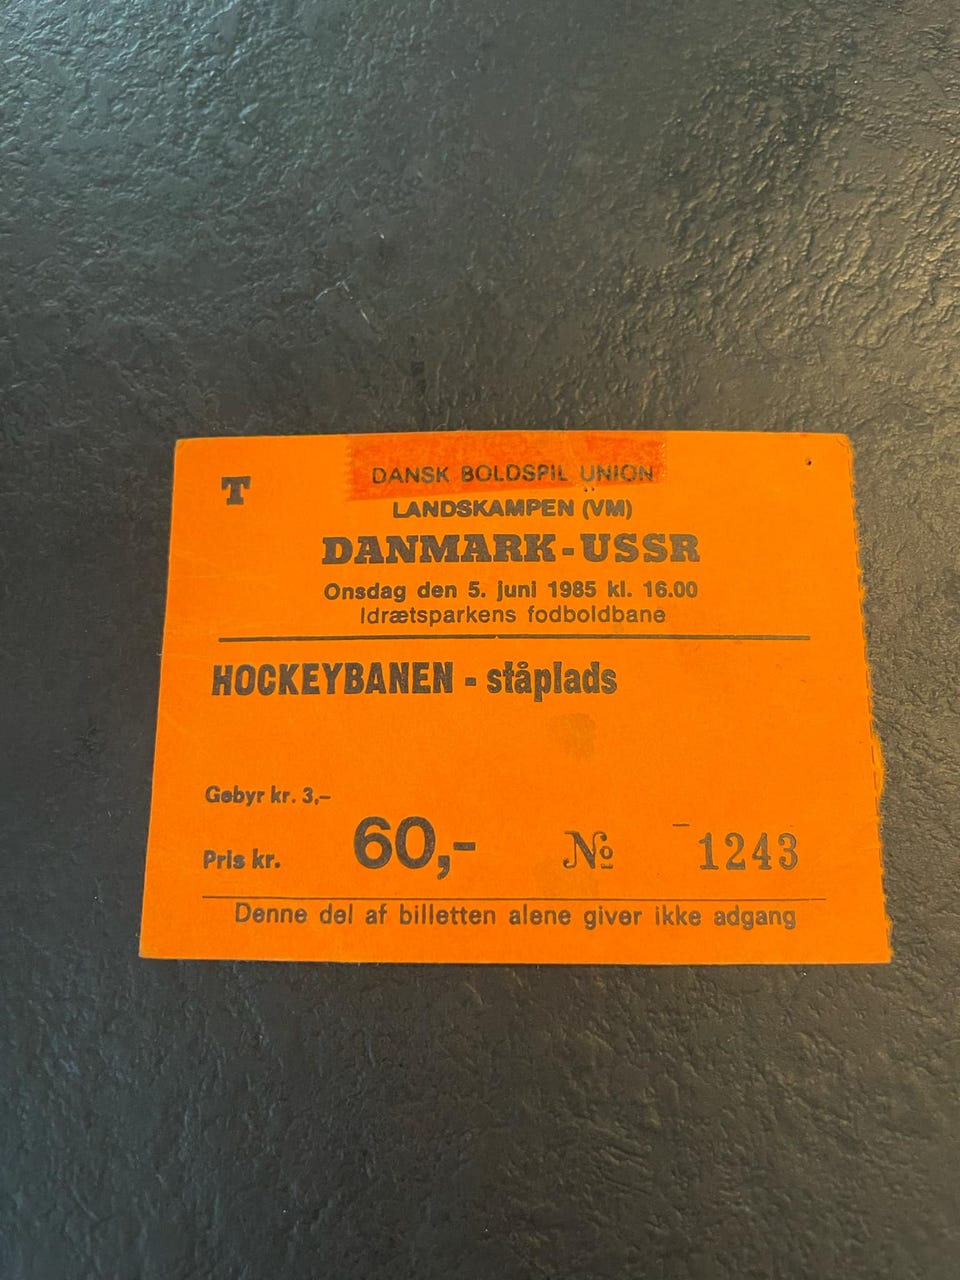 T
DANSK BOLDSPIL UNION
LANDSKAMPEN (VM)
DANMARK-USSR
Onsdag den 5. juni 1985 kl. 16.00
Idrætsparkens fodboldbane
HOCKEYBANEN - ståplads
Gebyr kr. 3,-
Pris kr. 60,- № 1243
Denne del af billetten alene giver ikke adgang